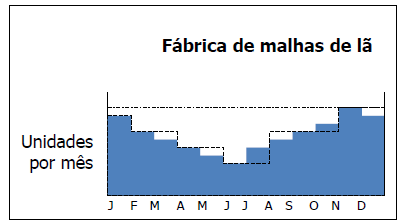 Fábrica de malhas de lã
Unidades
por mês
J F M A M J J A S O N D